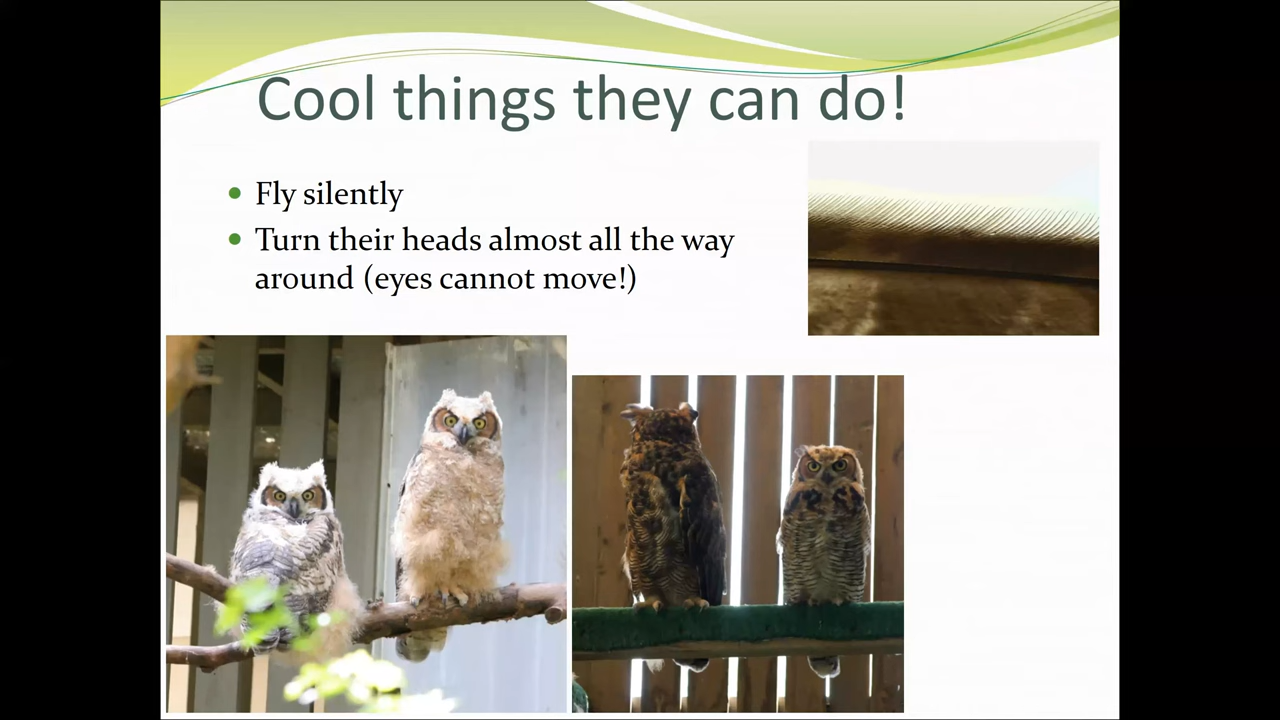 Cool things they can do!
Fly silently
Turn their heads almost all the way
around (eyes cannot move!)